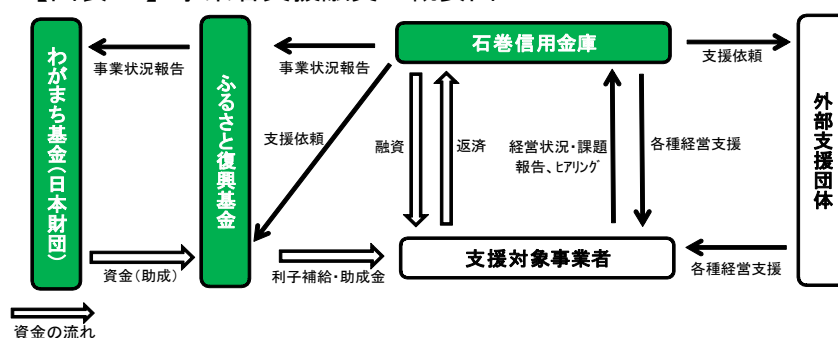 石巻信用金庫
支援依頼
事業状況報告
事業状況報告
わがまち基金(日本財団)
ふるさと復興基金
外部支援団体
支援依頼
融資
返済
経営状況・課題
報告、ﾋｱﾘﾝｸﾞ
各種経営支援
支援対象事業者
資金(助成)
利子補給・助成金
各種経営支援
資金の流れ